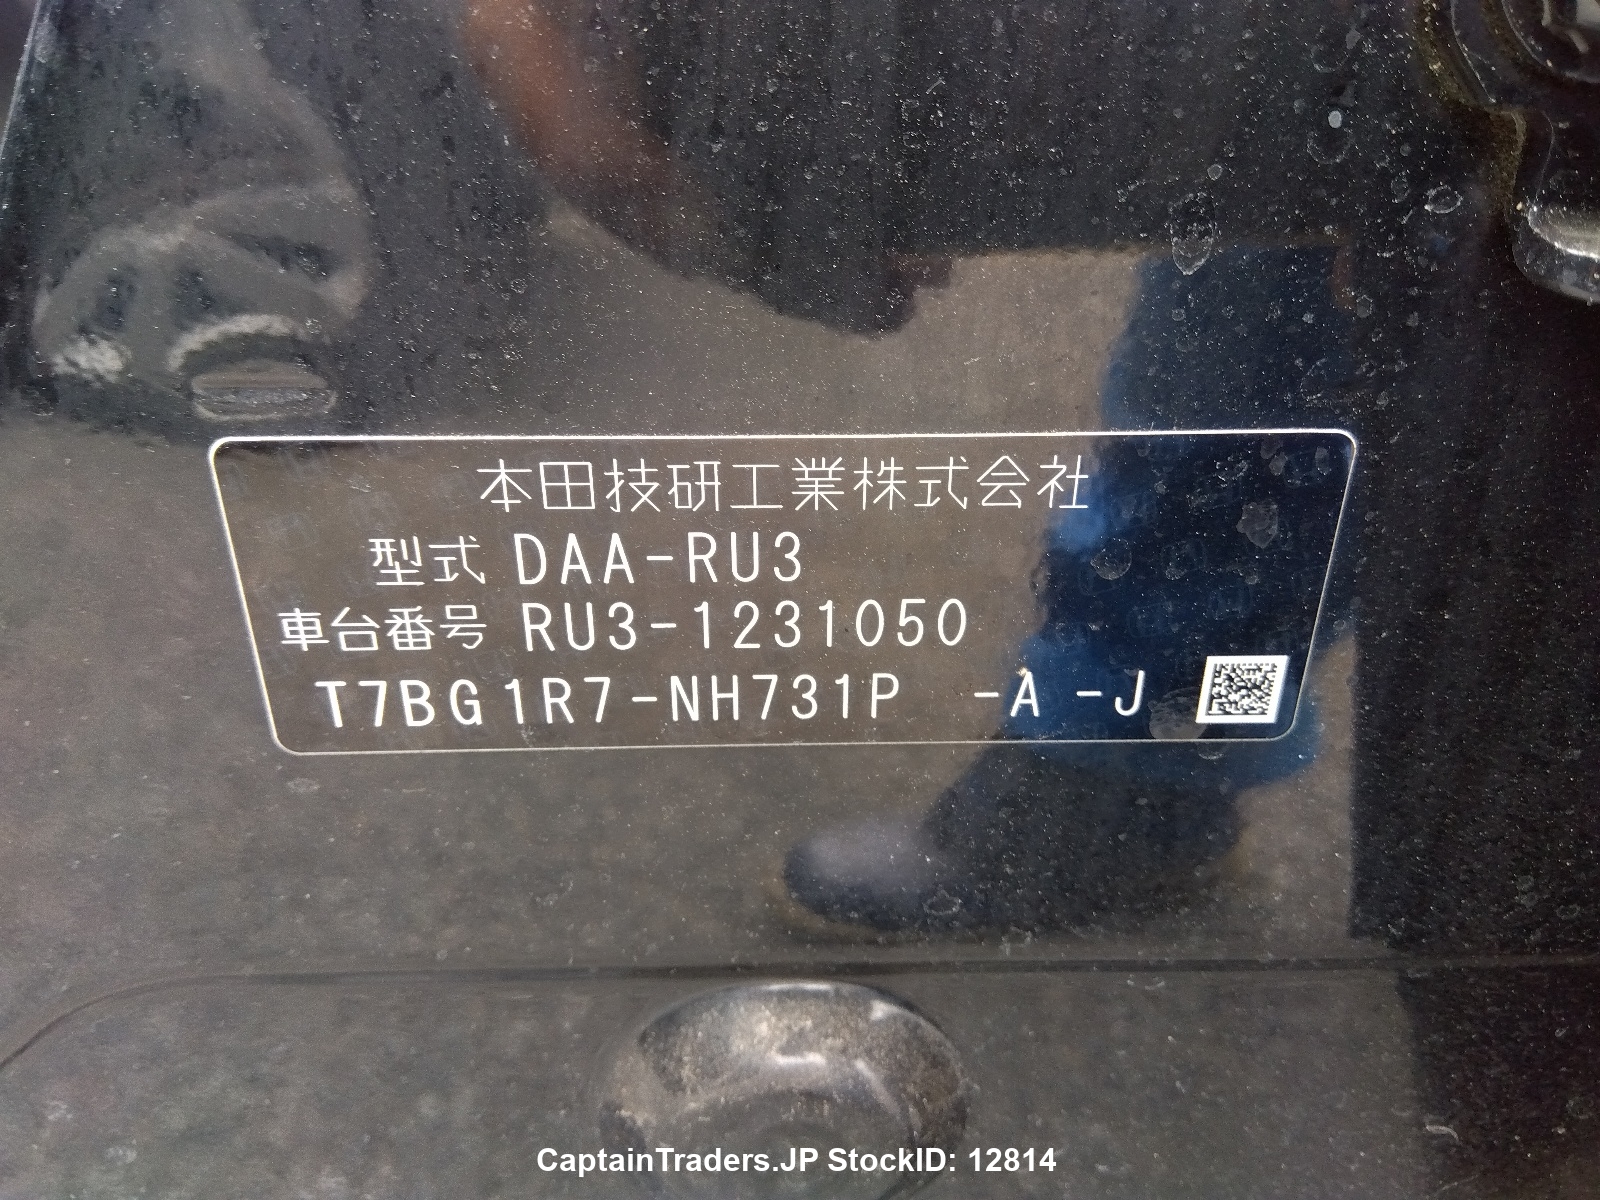 本田技研工業株式会社
型式 DAA-RU3
車台番号 RU3-1231050
T7BG1R7-NH731P -A -J
CaptainTraders.JP StockID: 12814